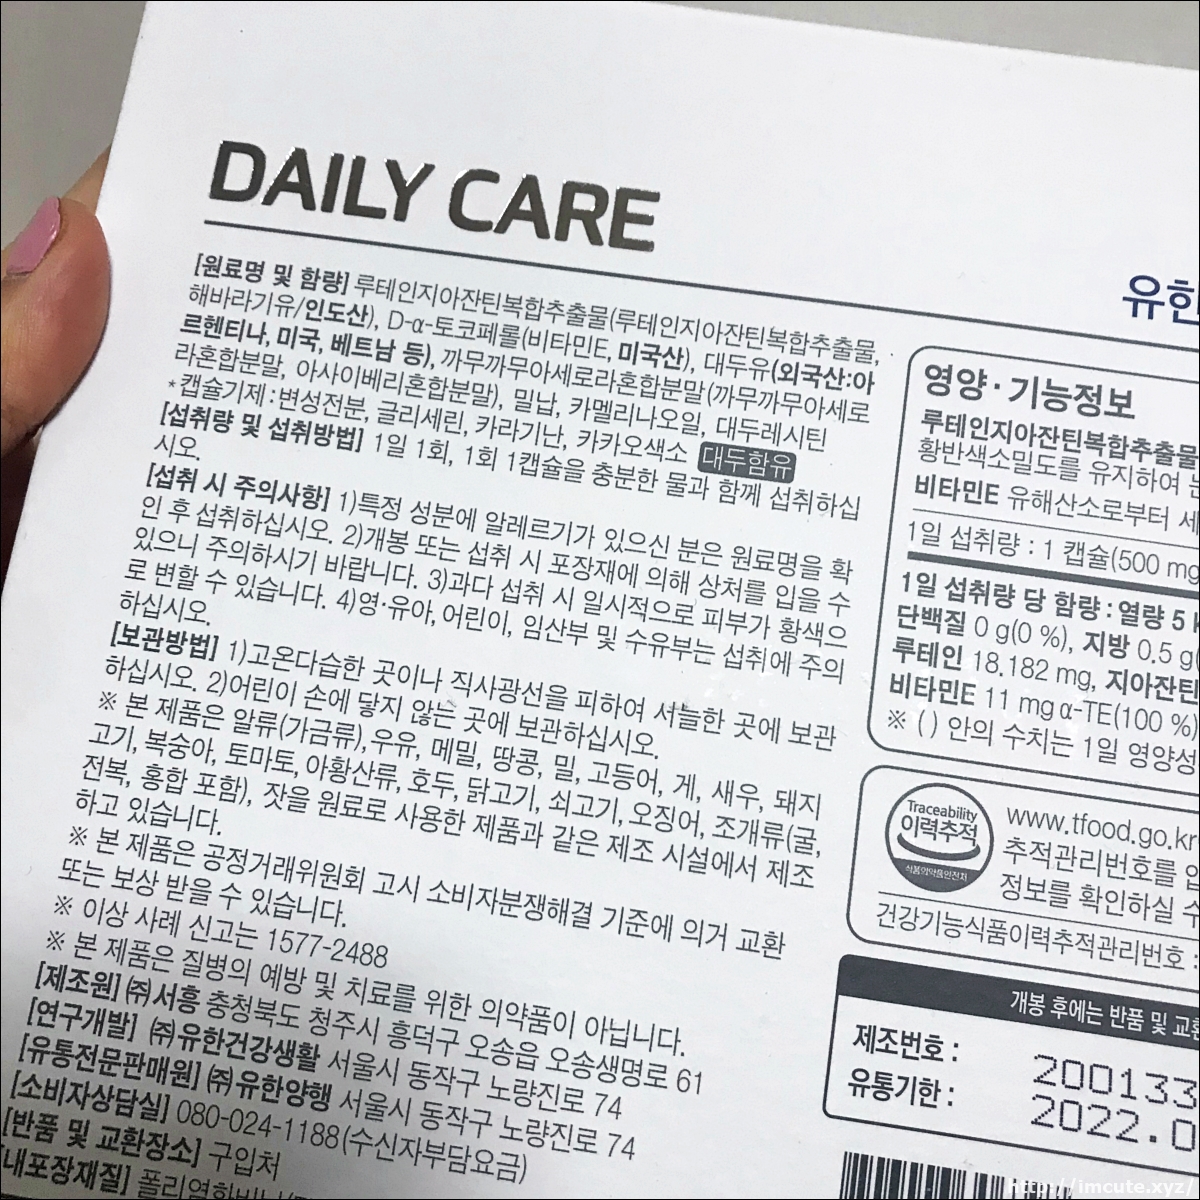 DAILY CARE
[원료명 및 함량] 루테인지아잔틴복합추출물(루테인지아잔틴복합추출물,
해바라기유/인도산), D-α-토코페롤(비타민E, 미국산), 대두유(외국산:아
르헨티나, 미국, 베트남 등), 까무까무아세로라혼합분말(까무까무아세로
라혼합분말, 아사이베리혼합분말), 밀납, 카멜리나오일, 대두레시틴
*캡슐기제:변성전분, 글리세린, 카라기난, 카카오색소 대두함유
[섭취량 및 섭취방법] 1일 1회, 1회 1캡슐을 충분한 물과 함께 섭취하십
시오.
[섭취 시 주의사항] 1)특정 성분에 알레르기가 있으신 분은 원료명을 확
인 후 섭취하십시오. 2)개봉 또는 섭취 시 포장재에 의해 상처를 입을 수
있으니 주의하시기 바랍니다. 3)과다 섭취 시 일시적으로 피부가 황색으
로 변할 수 있습니다. 4)영·유아, 어린이, 임산부 및 수유부는 섭취에 주의
하십시오.
[보관방법] 1)고온다습한 곳이나 직사광선을 피하여 서늘한 곳에 보관
하십시오. 2)어린이 손에 닿지 않는 곳에 보관하십시오.
※ 본 제품은 알류(가금류), 우유, 메밀, 땅콩, 밀, 고등어, 게, 새우, 돼지
고기, 복숭아, 토마토, 아황산류, 호두, 닭고기, 쇠고기, 오징어, 조개류(굴,
전복, 홍합 포함), 잣을 원료로 사용한 제품과 같은 제조 시설에서 제조
하고 있습니다.
※ 본 제품은 공정거래위원회 고시 소비자분쟁해결 기준에 의거 교환
또는 보상 받을 수 있습니다.
※ 이상 사례 신고는 1577-2488
※ 본 제품은 질병의 예방 및 치료를 위한 의약품이 아닙니다.
[제조원] ㈜서흥 충청북도 청주시 흥덕구 오송읍 오송생명로 61
[연구개발] ㈜유한건강생활 서울시 동작구 노량진로 74
[유통전문판매원] ㈜유한양행 서울시 동작구 노량진로 74
[소비자상담실] 080-024-1188(수신자부담요금)
[반품 및 교환장소] 구입처
[내포장재질]
유한
영양·기능정보
루테인지아잔틴복합추출물
황반색소밀도를 유지하여
비타민E 유해산소로부터 세
1일 섭취량 : 1 캡슐(500 mg
1일 섭취량 당 함량 : 열량 5
단백질 0 g(0 %), 지방 0.5 g(
루테인 18.182 mg, 지아잔틴
비타민E 11 mg α-TE(100 %)
※ ( ) 안의 수치는 1일 영양성
Traceability
이력추적
식품의약품안전처
www.tfood.go.kr
추적관리번호를 입
정보를 확인하실 수
건강기능식품이력추적관리번호 :
개봉 후에는 반품 및 교환
제조번호 : 200133
유통기한 : 2022.0
http://imcute.xyz/